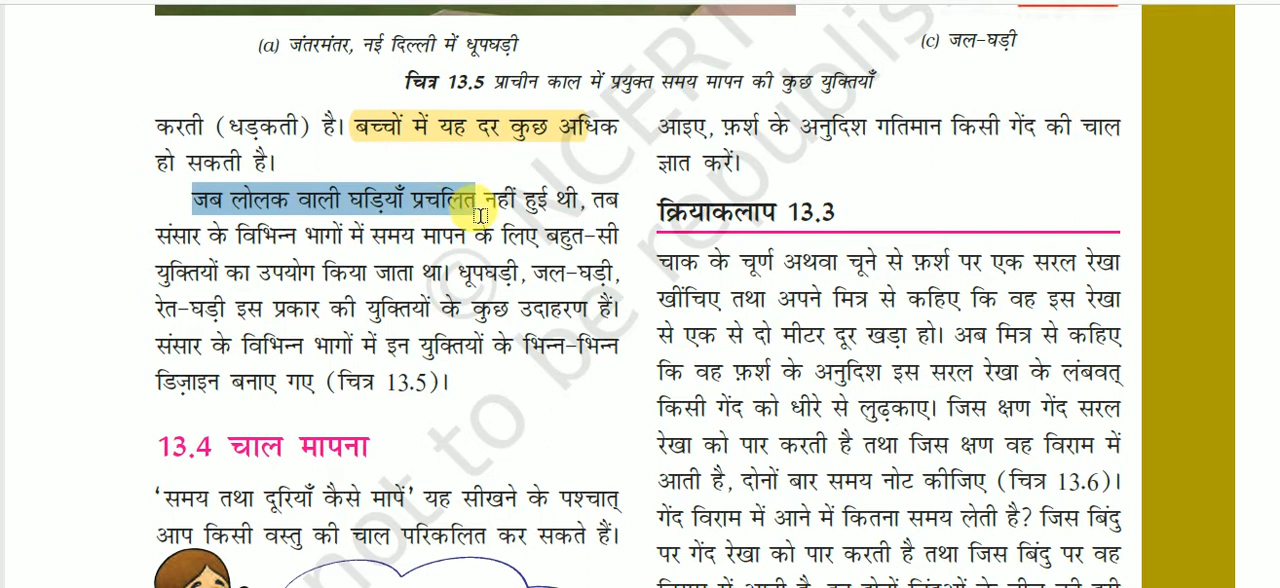 (a) जंतरमंतर, नई दिल्ली में धूपघड़ी
(c) जल-घड़ी
चित्र 13.5 प्राचीन काल में प्रयुक्त समय मापन की कुछ युक्तियाँ
करती (धड़कती) है। बच्चों में यह दर कुछ अधिक
हो सकती है।
जब लोलक वाली घड़ियाँ प्रचलित नहीं हुई थी, तब
संसार के विभिन्न भागों में समय मापन के लिए बहुत-सी
युक्तियों का उपयोग किया जाता था। धूपघड़ी, जल-घड़ी,
रेत-घड़ी इस प्रकार की युक्तियों के कुछ उदाहरण हैं।
संसार के विभिन्न भागों में इन युक्तियों के भिन्न-भिन्न
डिज़ाइन बनाए गए (चित्र 13.5)।
13.4 चाल मापना
'समय तथा दूरियाँ कैसे मापें' यह सीखने के पश्चात्
आप किसी वस्तु की चाल परिकलित कर सकते हैं।
आइए, फ़र्श के अनुदिश गतिमान किसी गेंद की चाल
ज्ञात करें।
क्रियाकलाप 13.3
चाक के चूर्ण अथवा चूने से फ़र्श पर एक सरल रेखा
खींचिए तथा अपने मित्र से कहिए कि वह इस रेखा
से एक से दो मीटर दूर खड़ा हो। अब मित्र से कहिए
कि वह फ़र्श के अनुदिश इस सरल रेखा के लंबवत्
किसी गेंद को धीरे से लुढ़काए। जिस क्षण गेंद सरल
रेखा को पार करती है तथा जिस क्षण वह विराम में
आती है, दोनों बार समय नोट कीजिए (चित्र 13.6)।
गेंद विराम में आने में कितना समय लेती है? जिस बिंदु
पर गेंद रेखा को पार करती है तथा जिस बिंदु पर वह
© NCERT
not to be republis